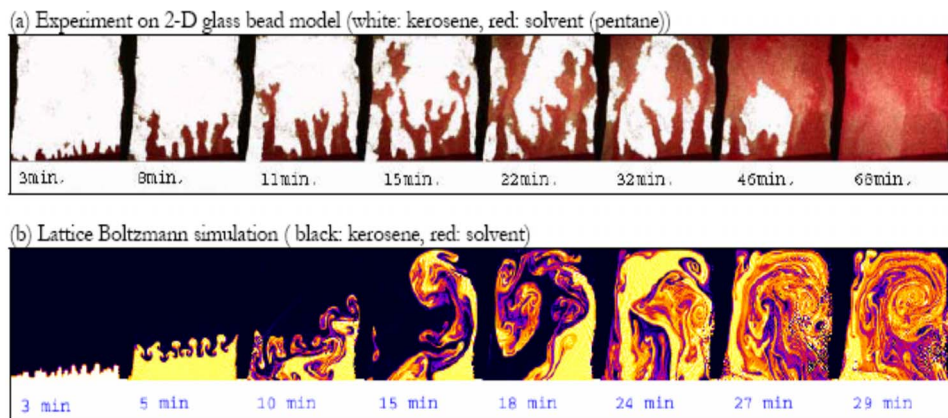 (a) Experiment on 2-D glass bead model (white: kerosene, red: solvent (pentane))
3min. 8min. 11min. 15min. 22min. 32min. 46min. 66min.
(b) Lattice Boltzmann simulation ( black: kerosene, red: solvent)
3 min 5 min 10 min 15 min 18 min 24 min 27 min 29 min